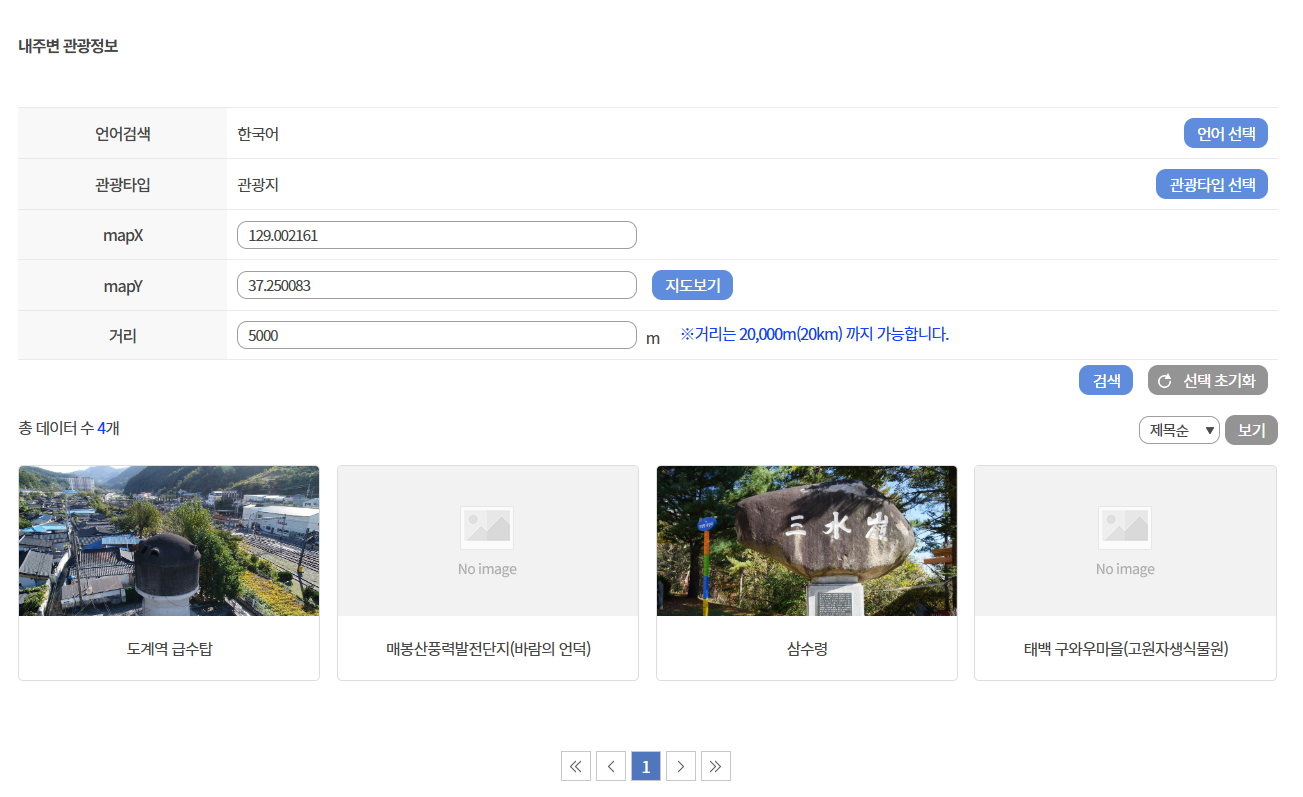 내주변 관광정보
언어검색 한국어 언어 선택
관광타입 관광지 관광타입 선택
mapX 129.002161
mapY 37.250083 지도보기
거리 5000 m ※거리는 20,000m(20km) 까지 가능합니다.
검색 선택 초기화
총 데이터 수 4개 제목순 보기
三水嶺
No image
No image
도계역 급수탑
매봉산풍력발전단지(바람의 언덕)
삼수령
태백 구와우마을(고원자생식물원)
1